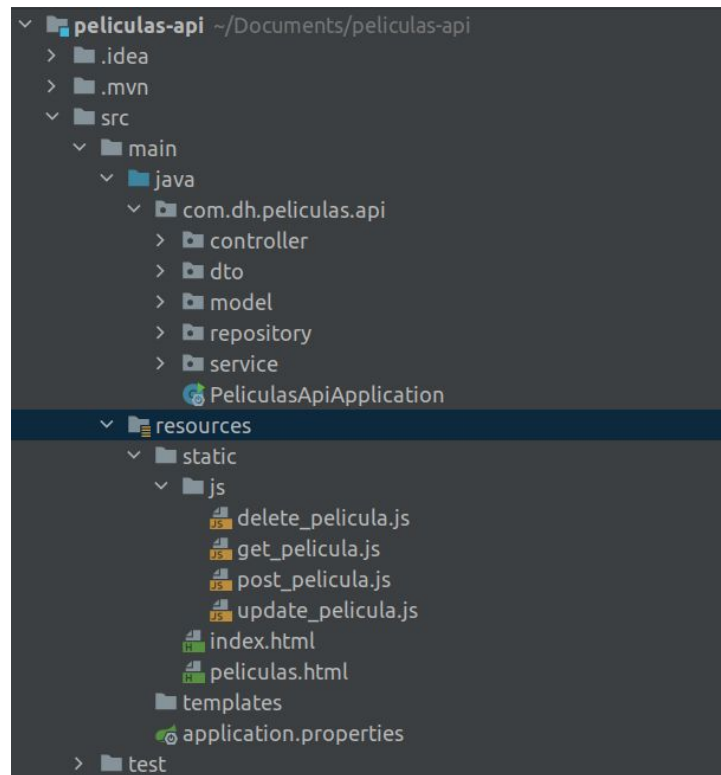 peliculas-api ~/Documents/peliculas-api
.idea
.mvn
src
main
java
com.dh.peliculas.api
controller
dto
model
repository
service
PeliculasApiApplication
resources
static
js
delete_pelicula.js
get_pelicula.js
post_pelicula.js
update_pelicula.js
index.html
peliculas.html
templates
application.properties
test